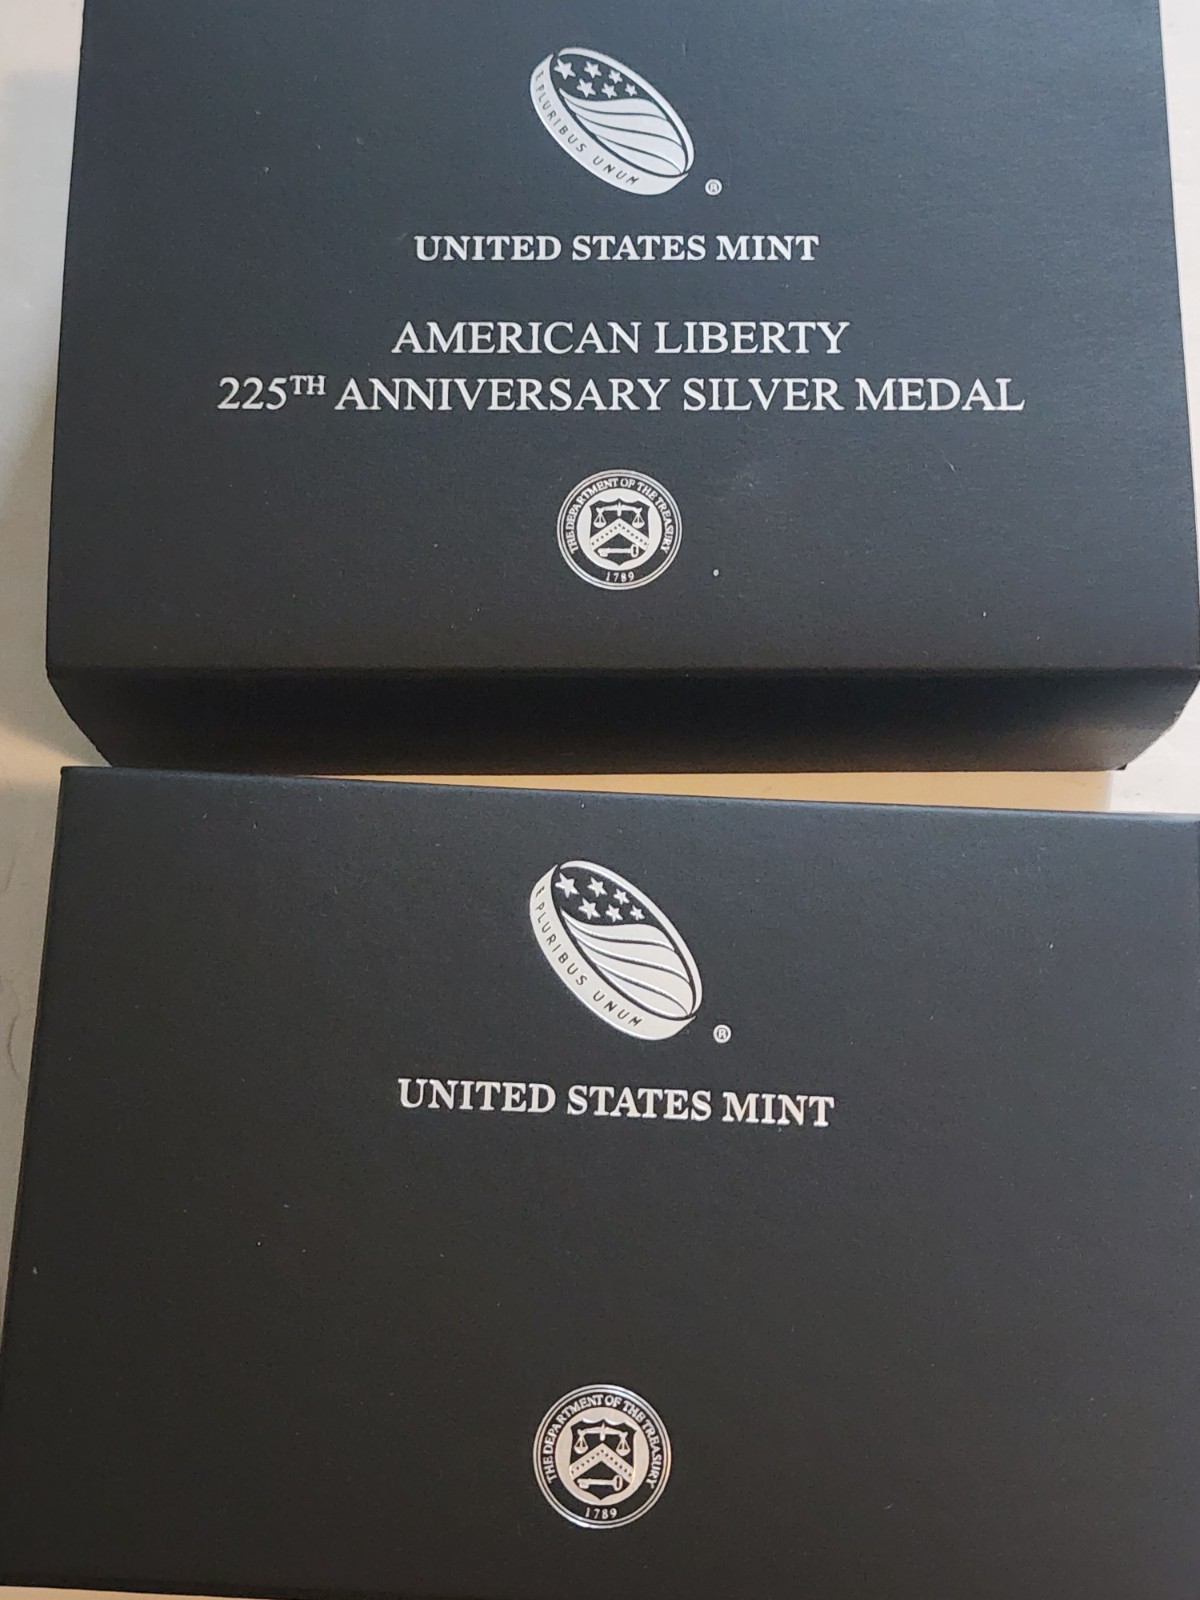 E PLURIBUS UNUM
®
UNITED STATES MINT
AMERICAN LIBERTY
225TH ANNIVERSARY SILVER MEDAL
THE DEPARTMENT OF THE TREASURY
1789
E PLURIBUS UNUM
®
UNITED STATES MINT
THE DEPARTMENT OF THE TREASURY
1789